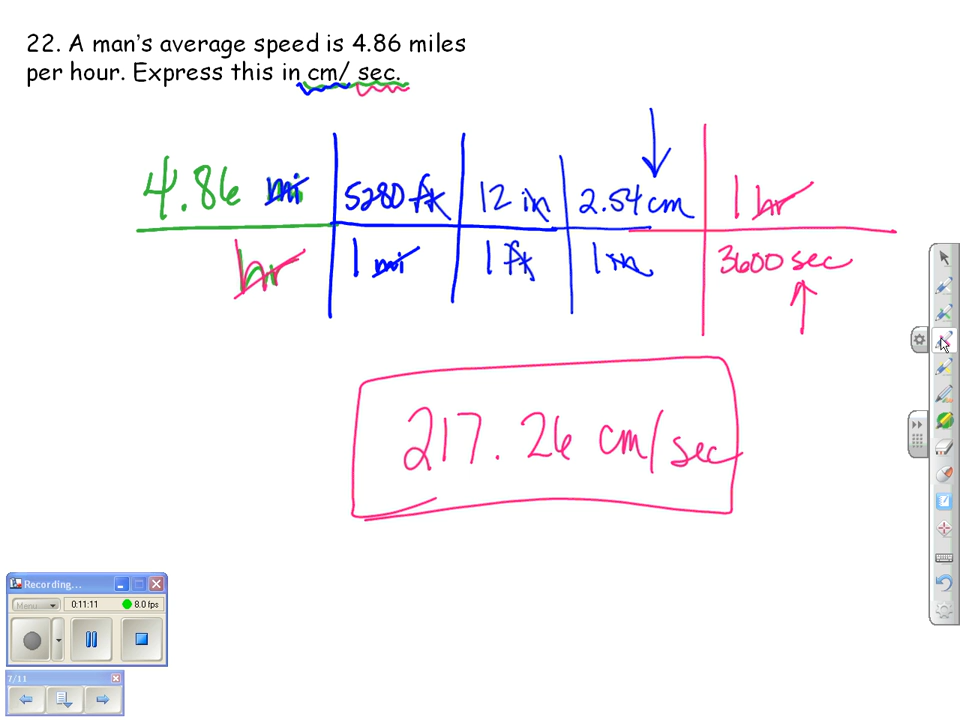 22. A man's average speed is 4.86 miles
per hour. Express this in cm/ sec.
4.86 mi 5280 ft 12 in 2.54 cm 1 hr
hr 1 mi 1 ft 1 in 3600 sec
217.26 cm/sec
Recording...
Menu 0:11:11 8.0 fps
7/11